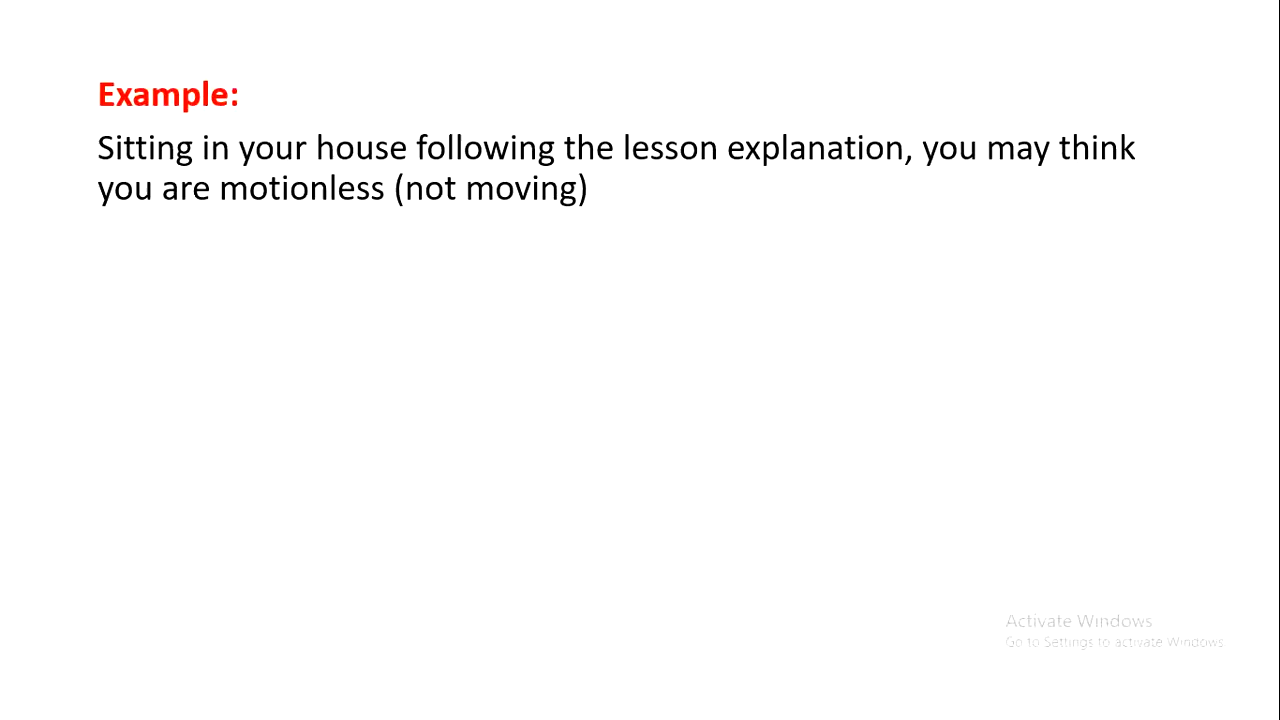 Example:
Sitting in your house following the lesson explanation, you may think
you are motionless (not moving)
Activate Windows
Go to Settings to activate Windows.